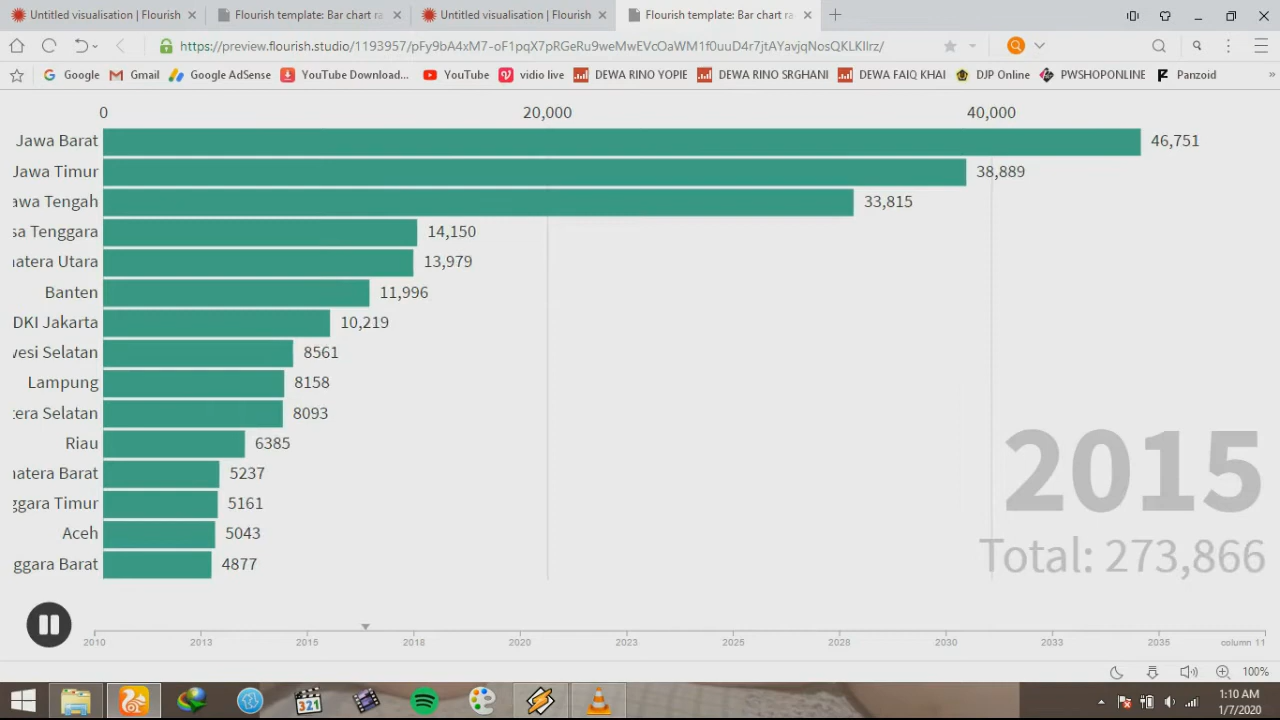 Untitled visualisation | Flourish
Flourish template: Bar chart ra
Untitled visualisation | Flourish
Flourish template: Bar chart ra
https://preview.flourish.studio/1193957/pFy9bA4xM7-oF1pqX7pRGeRu9weMwEVcOaWM1f0uuD4r7jtAYavjqNosQKLKIlrz/
Google
Gmail
Google AdSense
YouTube Download...
YouTube
vidio live
DEWA RINO YOPIE
DEWA RINO SRGHANI
DEWA FAIQ KHAI
DJP Online
PWSHOPONLINE
Panzoid
0 20,000 40,000
Jawa Barat 46,751
Jawa Timur 38,889
awa Tengah 33,815
sa Tenggara 14,150
natera Utara 13,979
Banten 11,996
DKI Jakarta 10,219
vesi Selatan 8561
Lampung 8158
tera Selatan 8093
Riau 6385
natera Barat 5237
ggara Timur 5161
Aceh 5043
ggara Barat 4877
2015
Total: 273,866
2010 2013 2015 2018 2020 2023 2025 2028 2030 2033 2035 column 11
100%
321
1:10 AM
1/7/2020